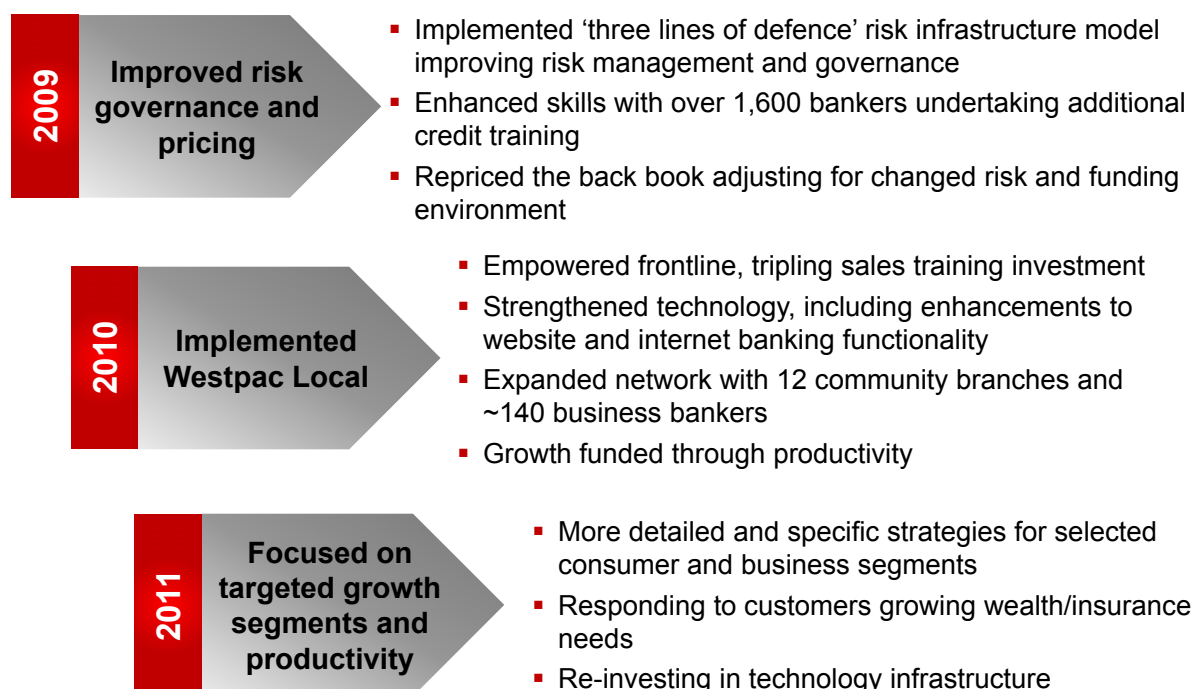 2009
Improved risk
governance and
pricing
▪ Implemented ‘three lines of defence’ risk infrastructure model
improving risk management and governance
▪ Enhanced skills with over 1,600 bankers undertaking additional
credit training
▪ Repriced the back book adjusting for changed risk and funding
environment
2010
Implemented
Westpac Local
▪ Empowered frontline, tripling sales training investment
▪ Strengthened technology, including enhancements to
website and internet banking functionality
▪ Expanded network with 12 community branches and
~140 business bankers
▪ Growth funded through productivity
2011
Focused on
targeted growth
segments and
productivity
▪ More detailed and specific strategies for selected
consumer and business segments
▪ Responding to customers growing wealth/insurance
needs
▪ Re-investing in technology infrastructure